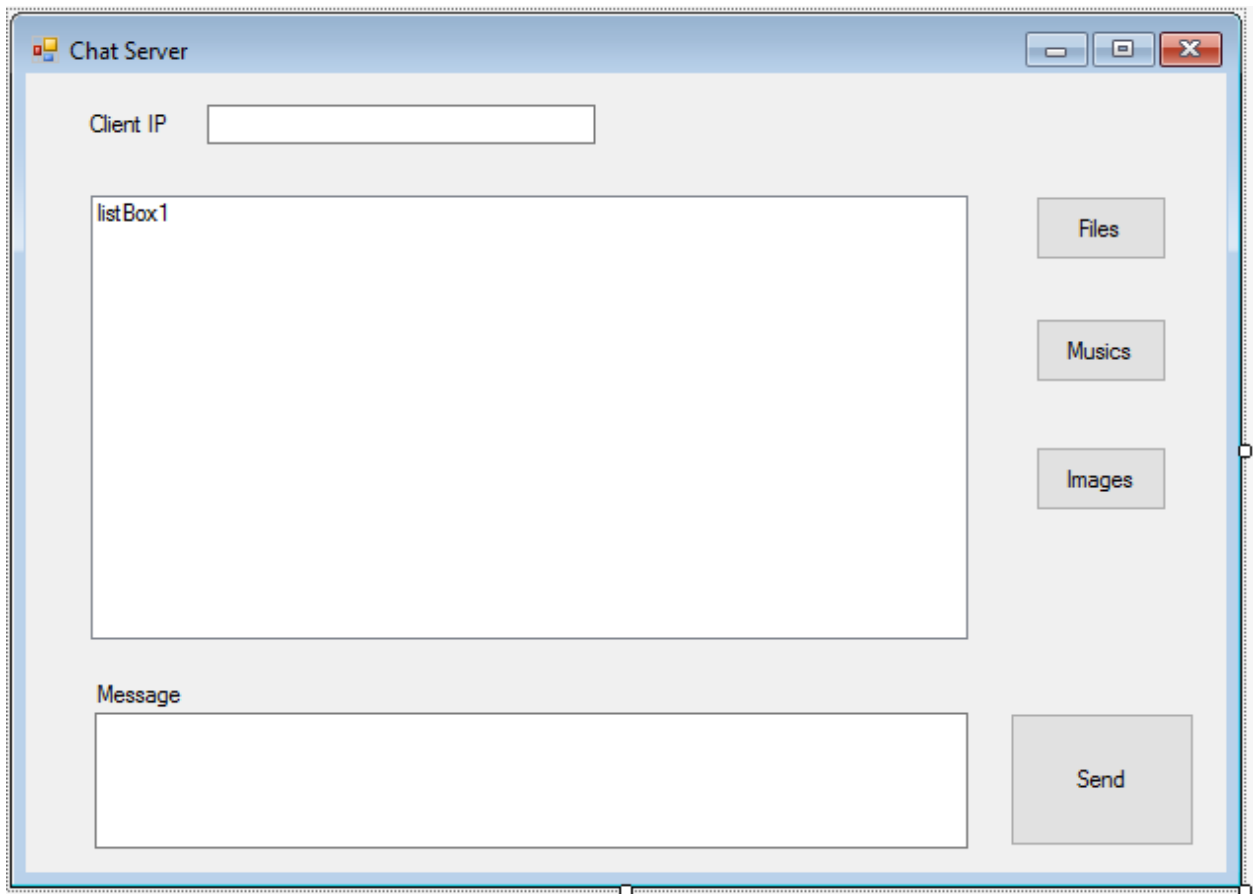 Chat Server
Client IP
listBox1
Files
Musics
Images
Message
Send